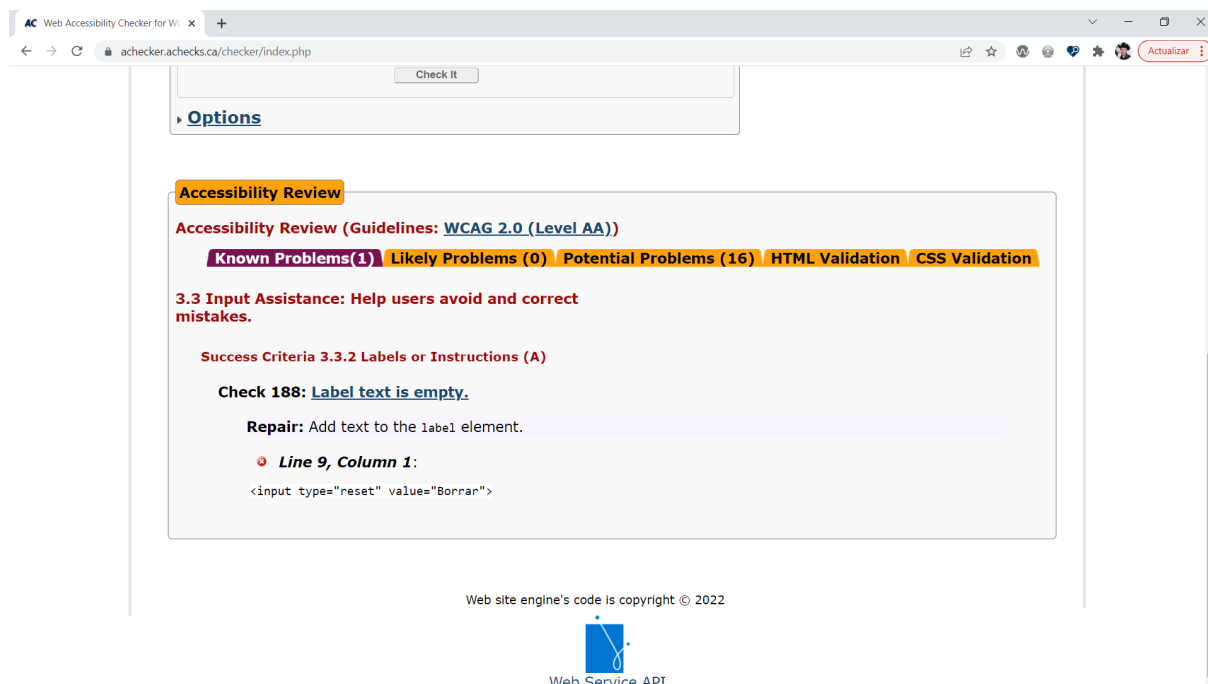 AC Web Accessibility Checker for W
achecker.achecks.ca/checker/index.php
Actualizar
Check It
Options
Accessibility Review
Accessibility Review (Guidelines: WCAG 2.0 (Level AA))
Known Problems(1) Likely Problems (0) Potential Problems (16) HTML Validation CSS Validation
3.3 Input Assistance: Help users avoid and correct
mistakes.
Success Criteria 3.3.2 Labels or Instructions (A)
Check 188: Label text is empty.
Repair: Add text to the label element.
Line 9, Column 1:
<input type="reset" value="Borrar">
Web site engine's code is copyright © 2022
Web Service API